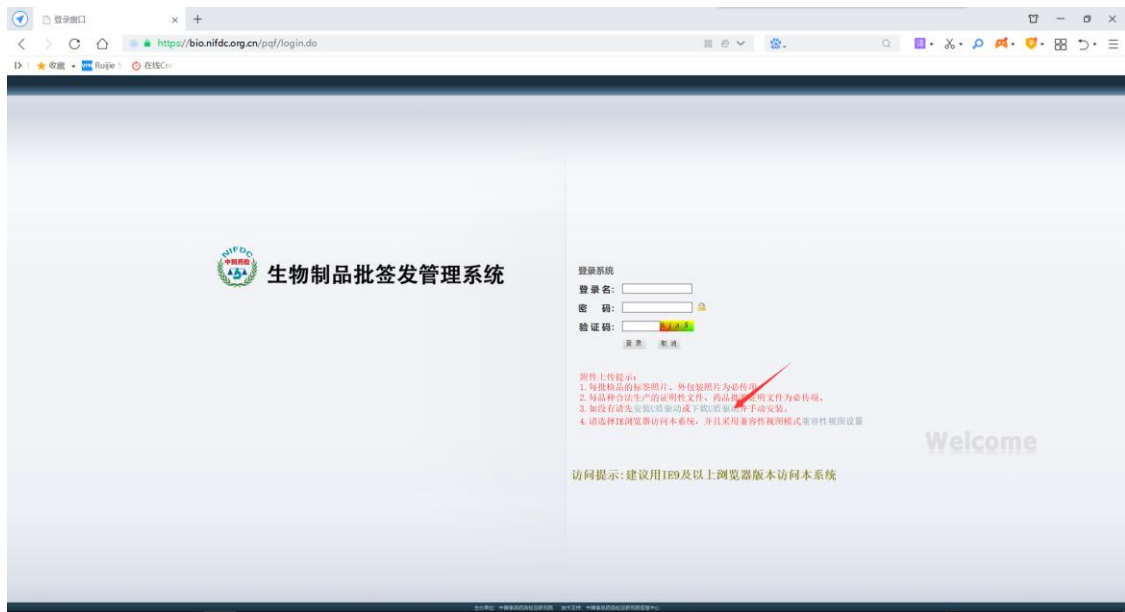 登录窗口
https://bio.nifdc.org.cn/pqf/login.do
收藏
Ruijie
NIFDC
中国药检
生物制品批签发管理系统
登录系统
登 录 名：
密 码：
验 证 码：
登 录 取 消
附件上传提示：
1. 每批检品的标签照片、外包装照片为必传项。
2. 每品种合法生产的证明性文件、药品批准证明文件为必传项。
3. 如没有请先安装U盾驱动或下载U盾驱动并手动安装。
4. 请选择IE浏览器访问本系统，并且采用兼容性视图模式兼容性视图设置
Welcome
访问提示：建议用IE9及以上浏览器版本访问本系统